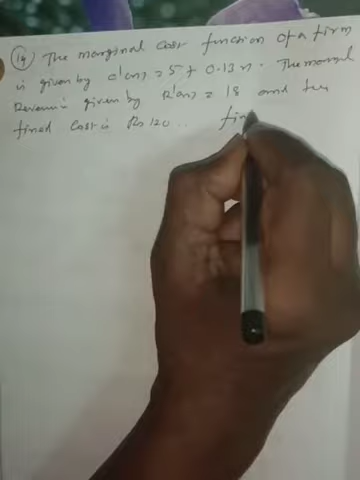 (14) The marginal cost function of a firm
is given by C'(n) = 5 + 0.13 n. The marginal
Revenue is given by R'(n) = 18 and the
fixed cost is Rs 120.. fin